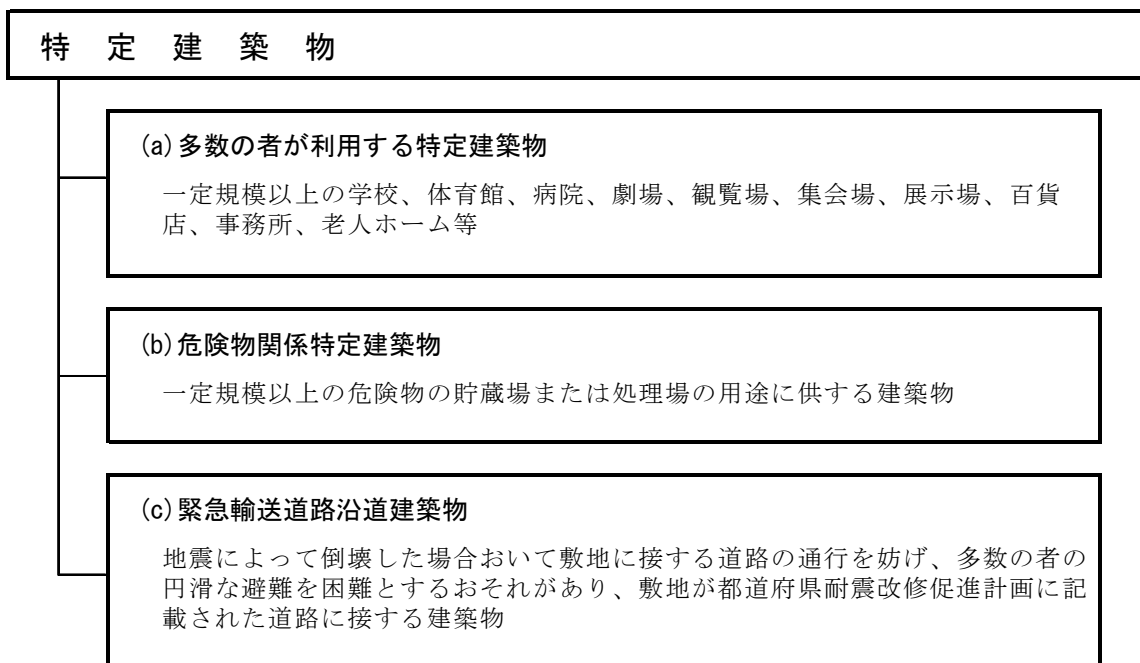 特定建築物
(a)多数の者が利用する特定建築物
一定規模以上の学校、体育館、病院、劇場、観覧場、集会場、展示場、百貨
店、事務所、老人ホーム等
(b)危険物関係特定建築物
一定規模以上の危険物の貯蔵場または処理場の用途に供する建築物
(c)緊急輸送道路沿道建築物
地震によって倒壊した場合おいて敷地に接する道路の通行を妨げ、多数の者の
円滑な避難を困難とするおそれがあり、敷地が都道府県耐震改修促進計画に記
載された道路に接する建築物